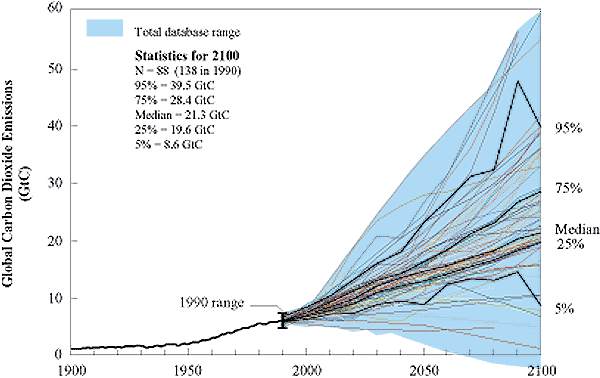 60
Total database range
Statistics for 2100
N = 88 (138 in 1990)
95% = 39.5 GtC
75% = 28.4 GtC
Median = 21.3 GtC
25% = 19.6 GtC
5% = 8.6 GtC
50
40
30
20
10
0
Global Carbon Dioxide Emissions
(GtC)
95%
75%
Median
25%
5%
1990 range
1900
1950
2000
2050
2100